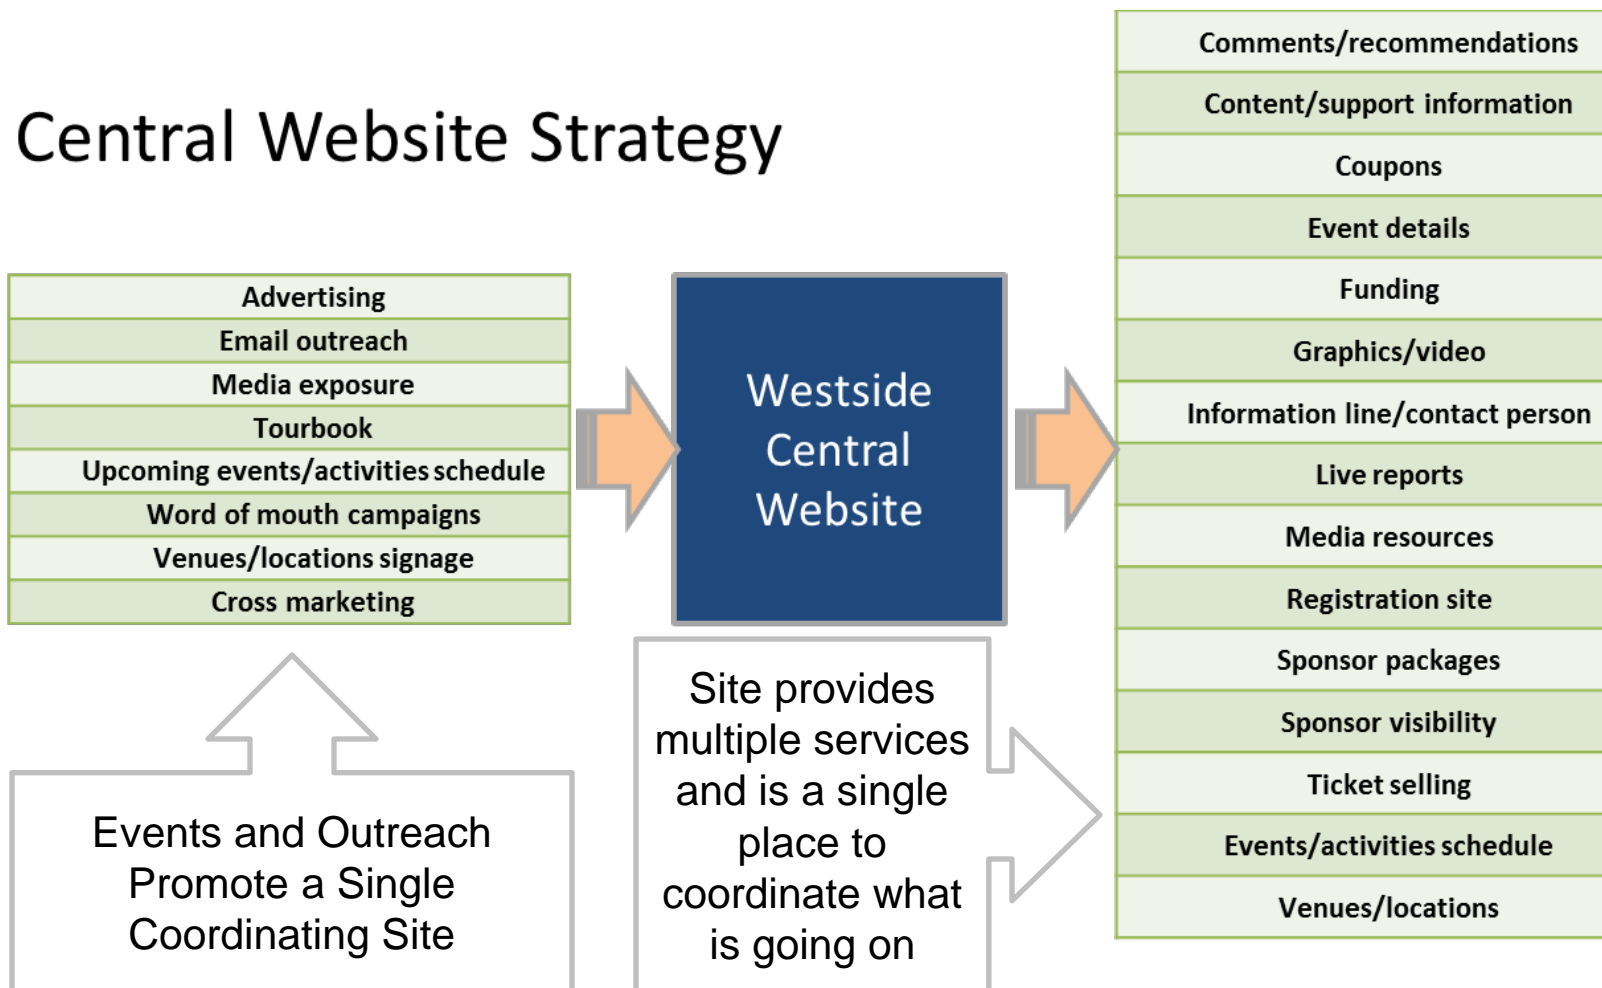 Central Website Strategy
Advertising
Email outreach
Media exposure
Tourbook
Upcoming events/activities schedule
Word of mouth campaigns
Venues/locations signage
Cross marketing
Events and Outreach
Promote a Single
Coordinating Site
Westside
Central
Website
Site provides
multiple services
and is a single
place to
coordinate what
is going on
Comments/recommendations
Content/support information
Coupons
Event details
Funding
Graphics/video
Information line/contact person
Live reports
Media resources
Registration site
Sponsor packages
Sponsor visibility
Ticket selling
Events/activities schedule
Venues/locations